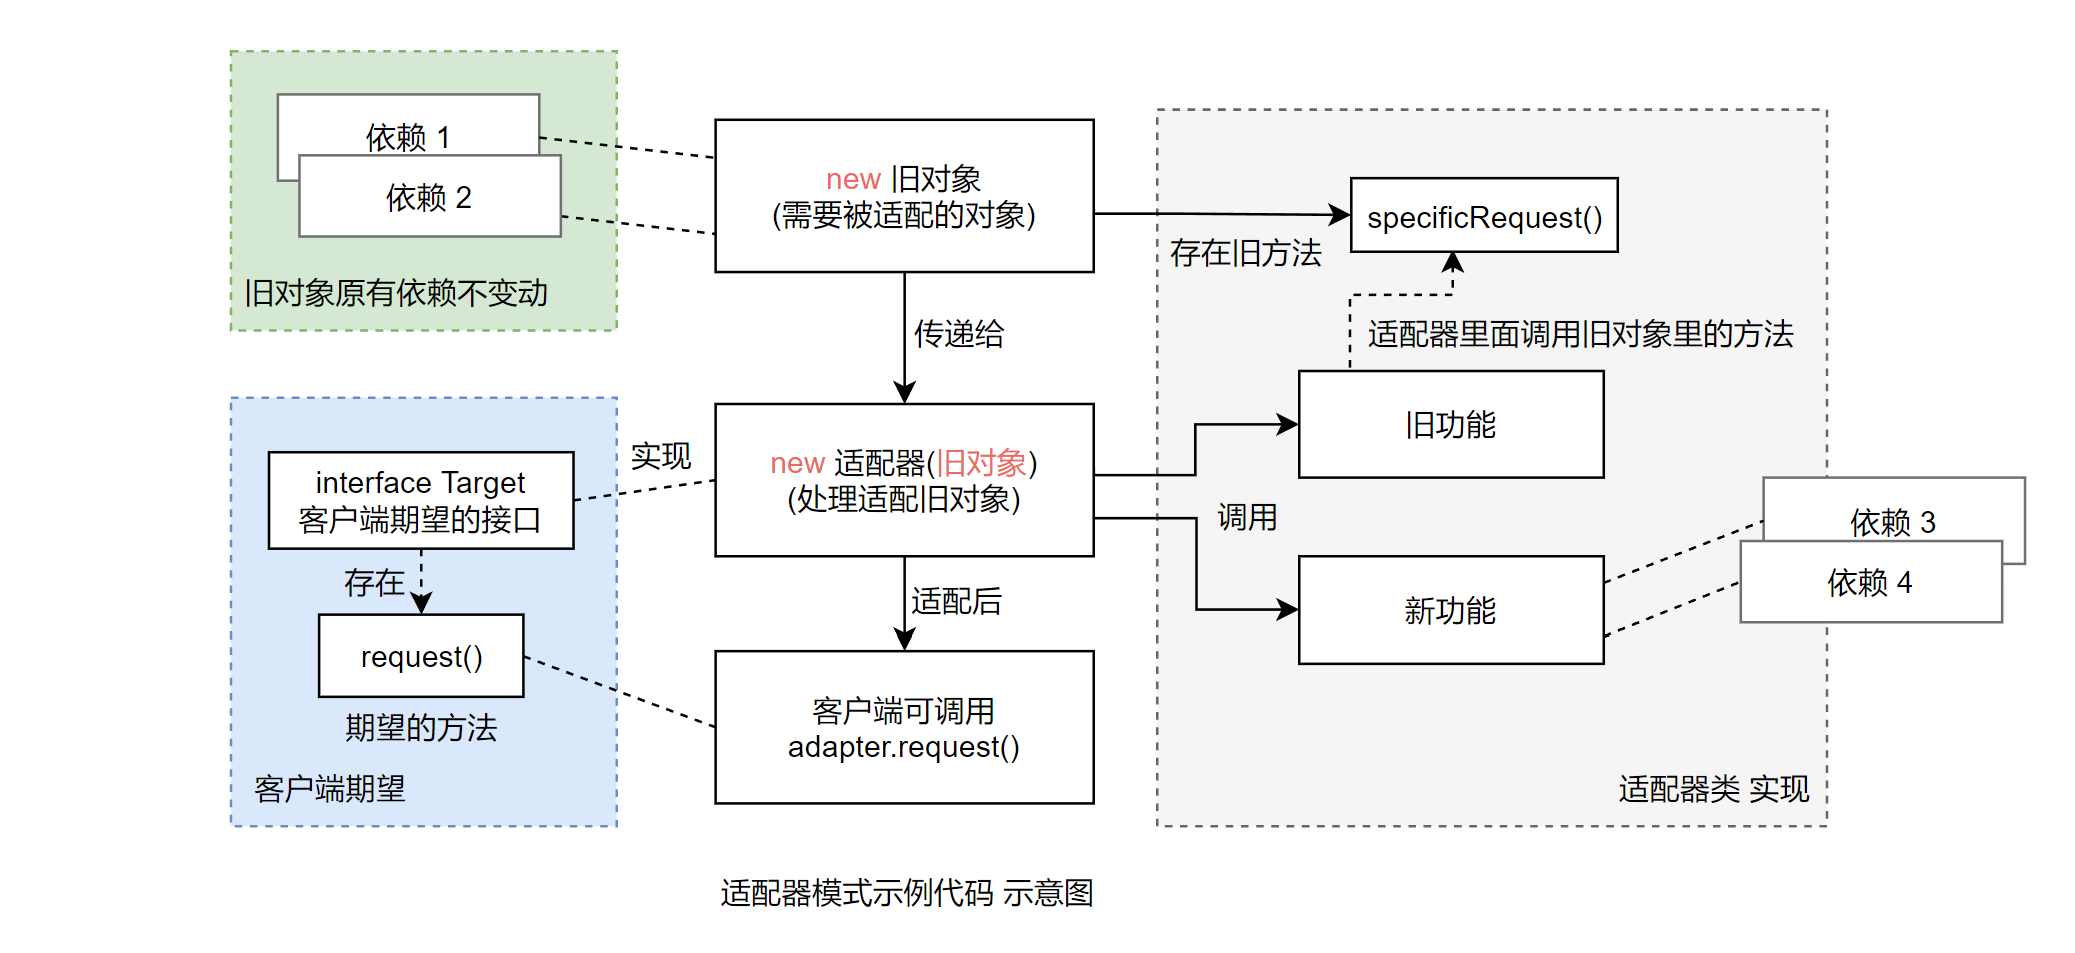 依赖 1
依赖 2
旧对象原有依赖不变动
new 旧对象
(需要被适配的对象)
存在旧方法
specificRequest()
传递给
适配器里面调用旧对象里的方法
interface Target
客户端期望的接口
实现
new 适配器(旧对象)
(处理适配旧对象)
旧功能
调用
新功能
依赖 3
依赖 4
存在
request()
期望的方法
客户端期望
适配后
客户端可调用
adapter.request()
适配器类 实现
适配器模式示例代码 示意图